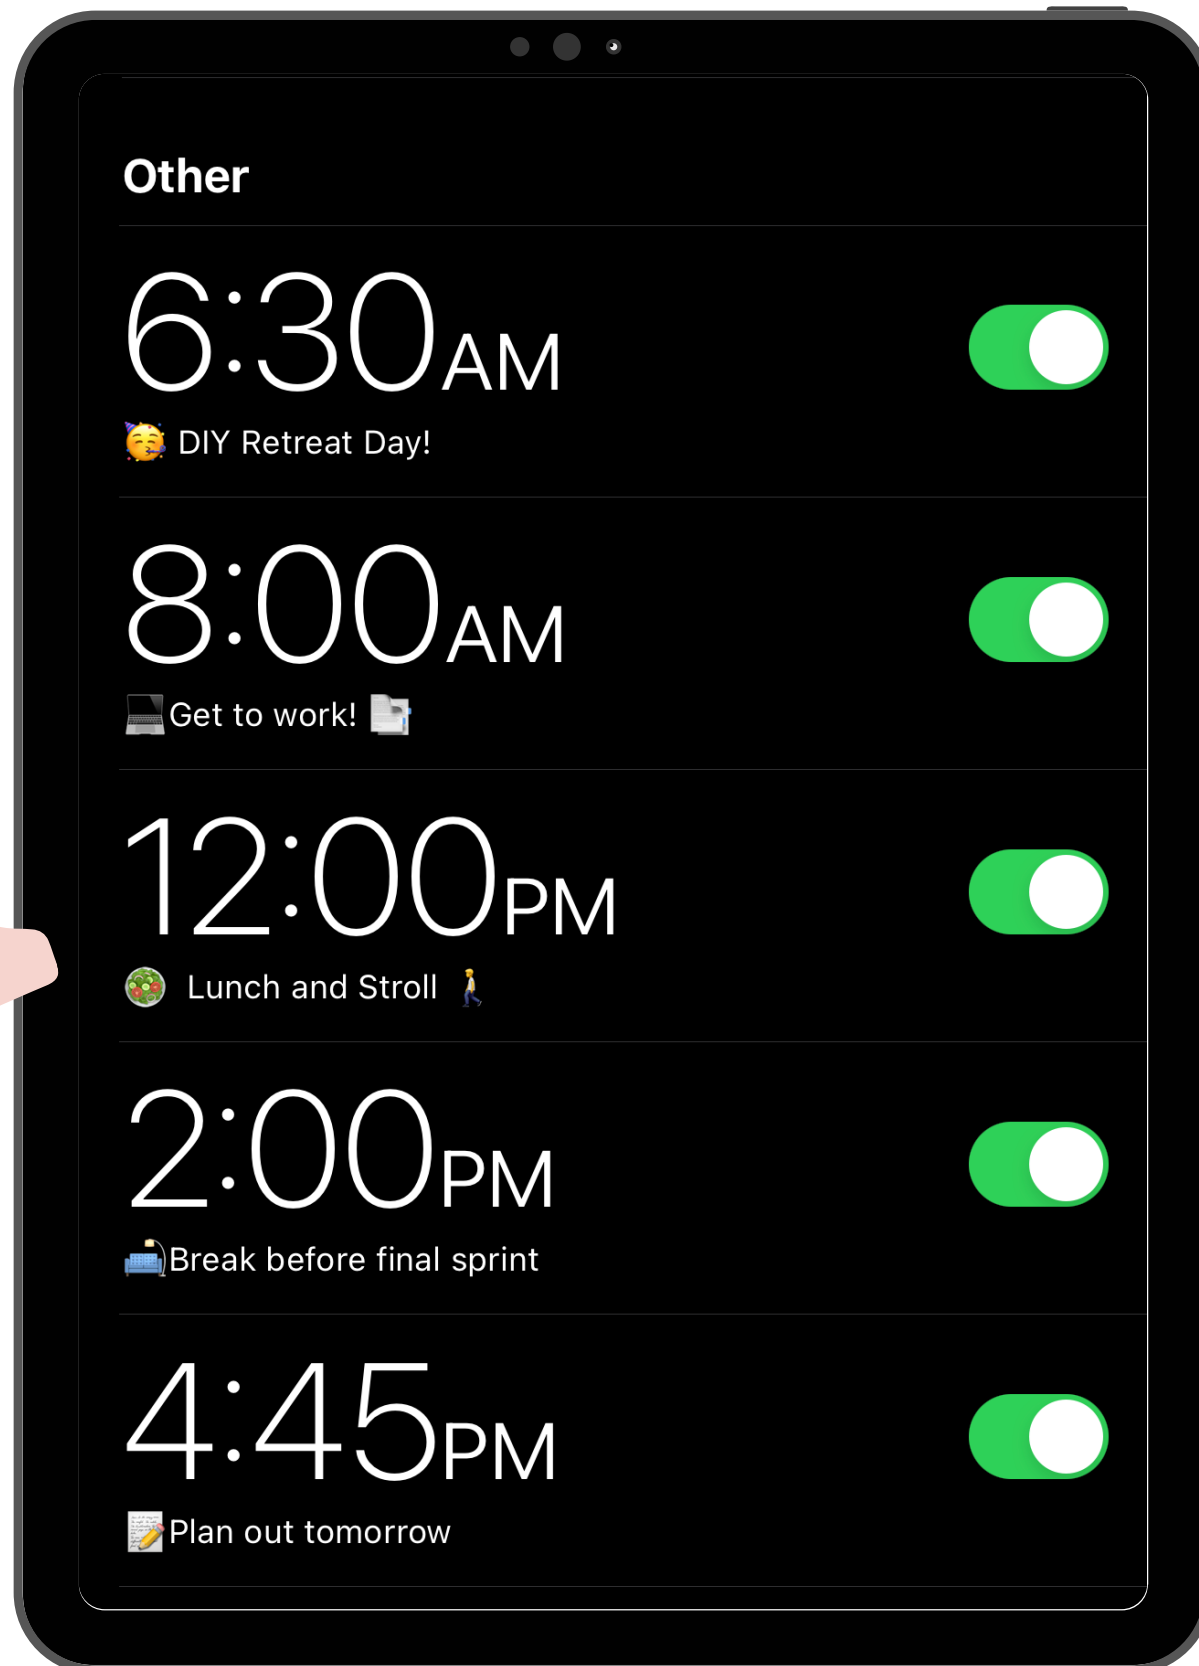 Other
6:30AM
🥳 DIY Retreat Day!
8:00AM
💻Get to work! 📑
12:00PM
🥗 Lunch and Stroll 🚶
2:00PM
🛋Break before final sprint
4:45PM
📝Plan out tomorrow